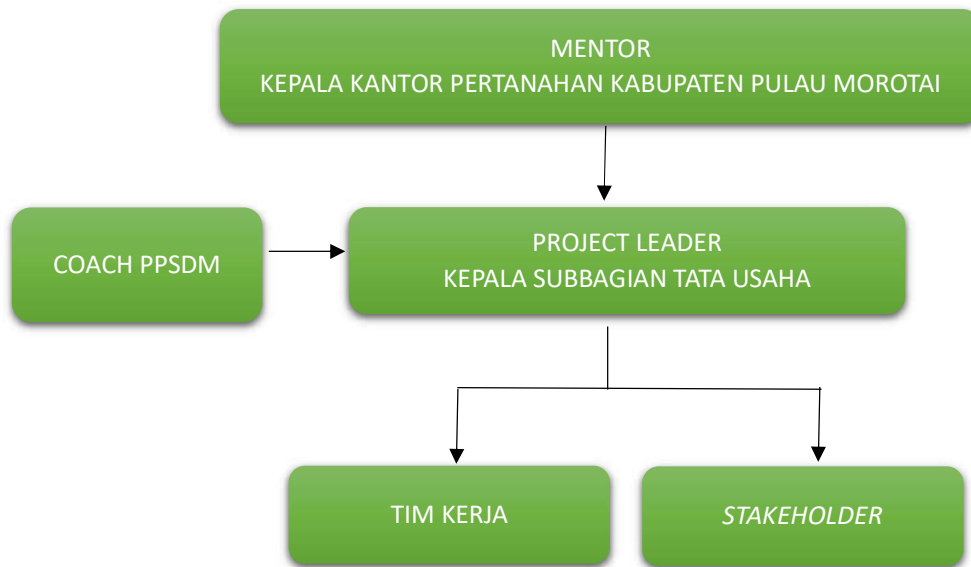 MENTOR
KEPALA KANTOR PERTANAHAN KABUPATEN PULAU MOROTAI
COACH PPSDM
PROJECT LEADER
KEPALA SUBBAGIAN TATA USAHA
TIM KERJA
STAKEHOLDER